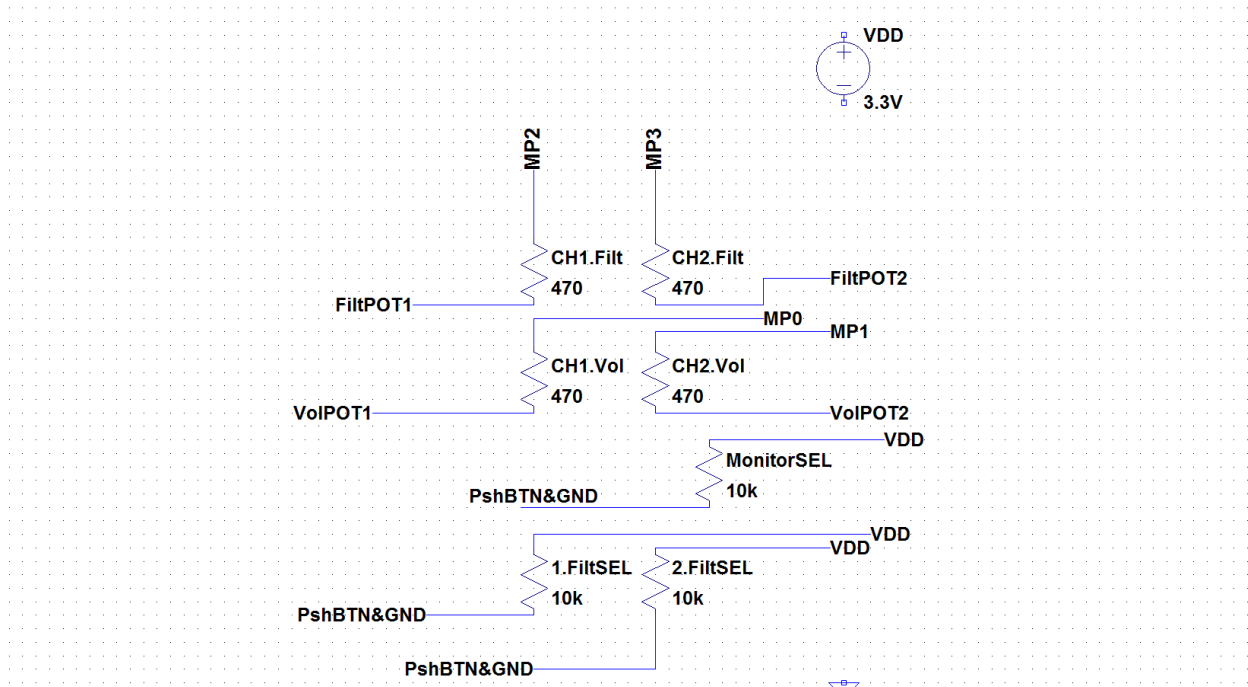 VDD
3.3V
MP2
MP3
CH1.Filt
470
CH2.Filt
470
FiltPOT2
FiltPOT1
MP0
MP1
CH1.Vol
470
CH2.Vol
470
VolPOT1
VolPOT2
VDD
MonitorSEL
10k
PshBTN&GND
VDD
VDD
1.FiltSEL
10k
2.FiltSEL
10k
PshBTN&GND
PshBTN&GND